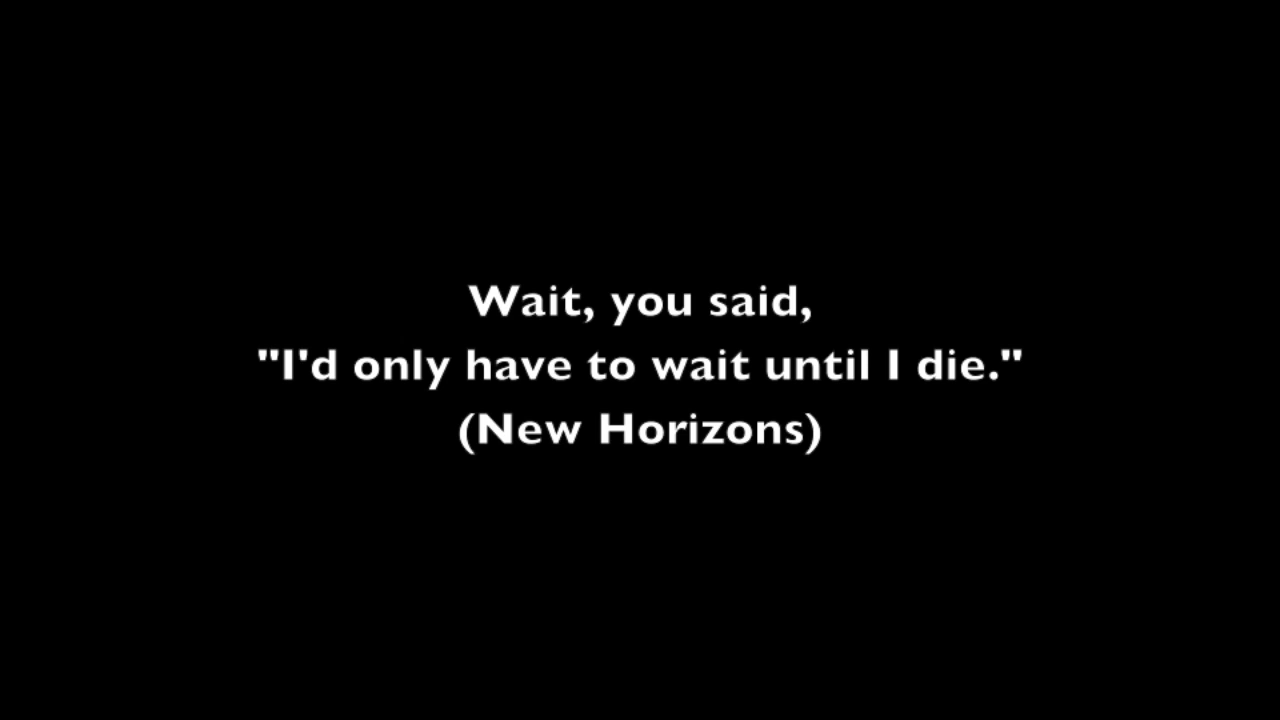 Wait, you said,
"I'd only have to wait until I die."
(New Horizons)